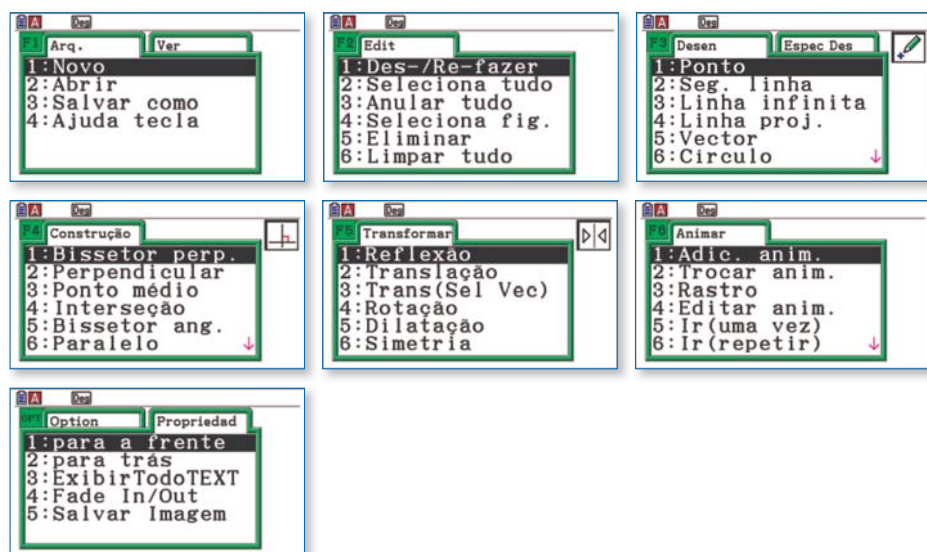 Deg
F1 Arq. Ver
1:Novo
2:Abrir
3:Salvar como
4:Ajuda tecla
Deg
F2 Edit
1:Des-/Re-fazer
2:Seleciona tudo
3:Anular tudo
4:Seleciona fig.
5:Eliminar
6:Limpar tudo
Deg
F3 Desen Espec Des
1:Ponto
2:Seg. linha
3:Linha infinita
4:Linha proj.
5:Vector
6:Círculo
Deg
F4 Construção
1:Bissetor perp.
2:Perpendicular
3:Ponto médio
4:Interseção
5:Bissetor ang.
6:Paralelo
Deg
F5 Transformar
1:Reflexão
2:Translação
3:Trans(Sel Vec)
4:Rotação
5:Dilatação
6:Simetria
Deg
F6 Animar
1:Adic. anim.
2:Trocar anim.
3:Rastro
4:Editar anim.
5:Ir(uma vez)
6:Ir(repetir)
Deg
OPT Option Propriedad
1:para a frente
2:para trás
3:ExibirTodoTEXT
4:Fade In/Out
5:Salvar Imagem